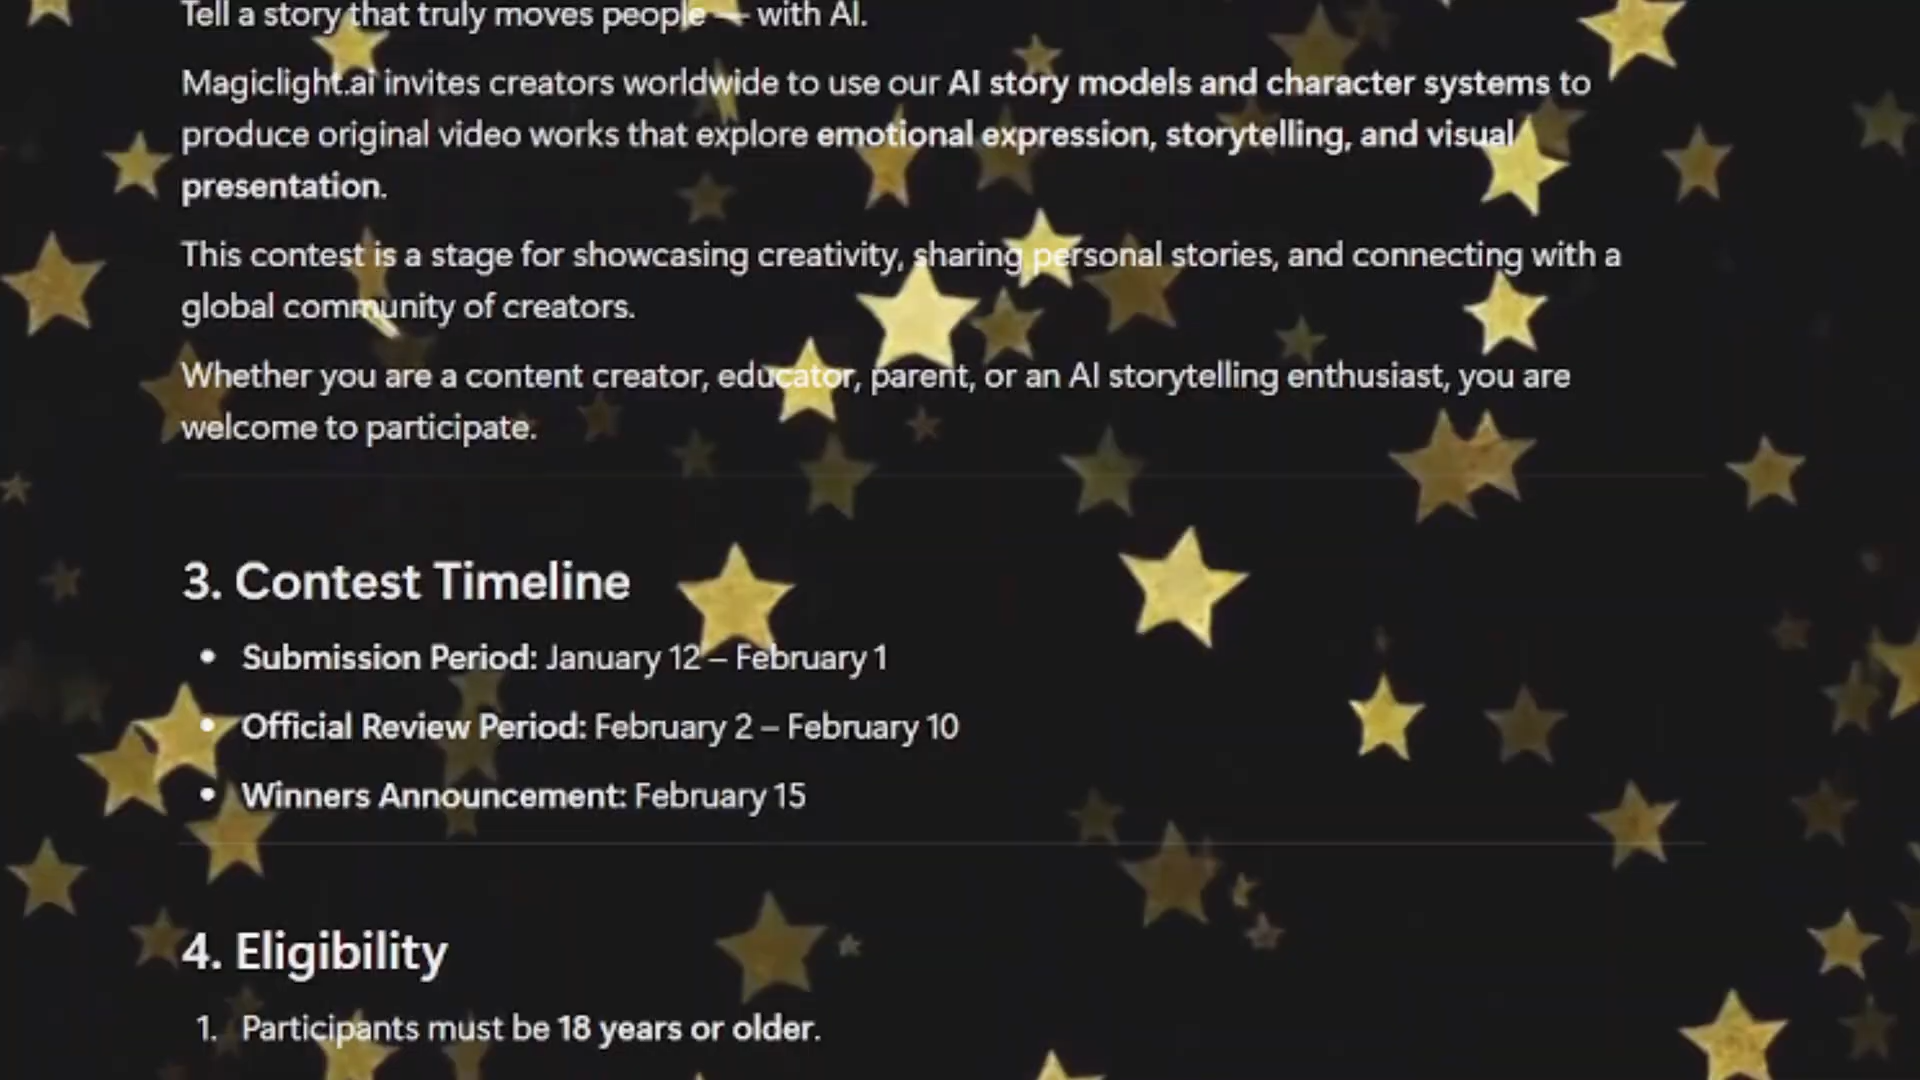 Tell a story that truly moves people — with AI.
Magiclight.ai invites creators worldwide to use our AI story models and character systems to
produce original video works that explore emotional expression, storytelling, and visual
presentation.
This contest is a stage for showcasing creativity, sharing personal stories, and connecting with a
global community of creators.
Whether you are a content creator, educator, parent, or an AI storytelling enthusiast, you are
welcome to participate.
3. Contest Timeline
• Submission Period: January 12 – February 1
• Official Review Period: February 2 – February 10
• Winners Announcement: February 15
4. Eligibility
1. Participants must be 18 years or older.